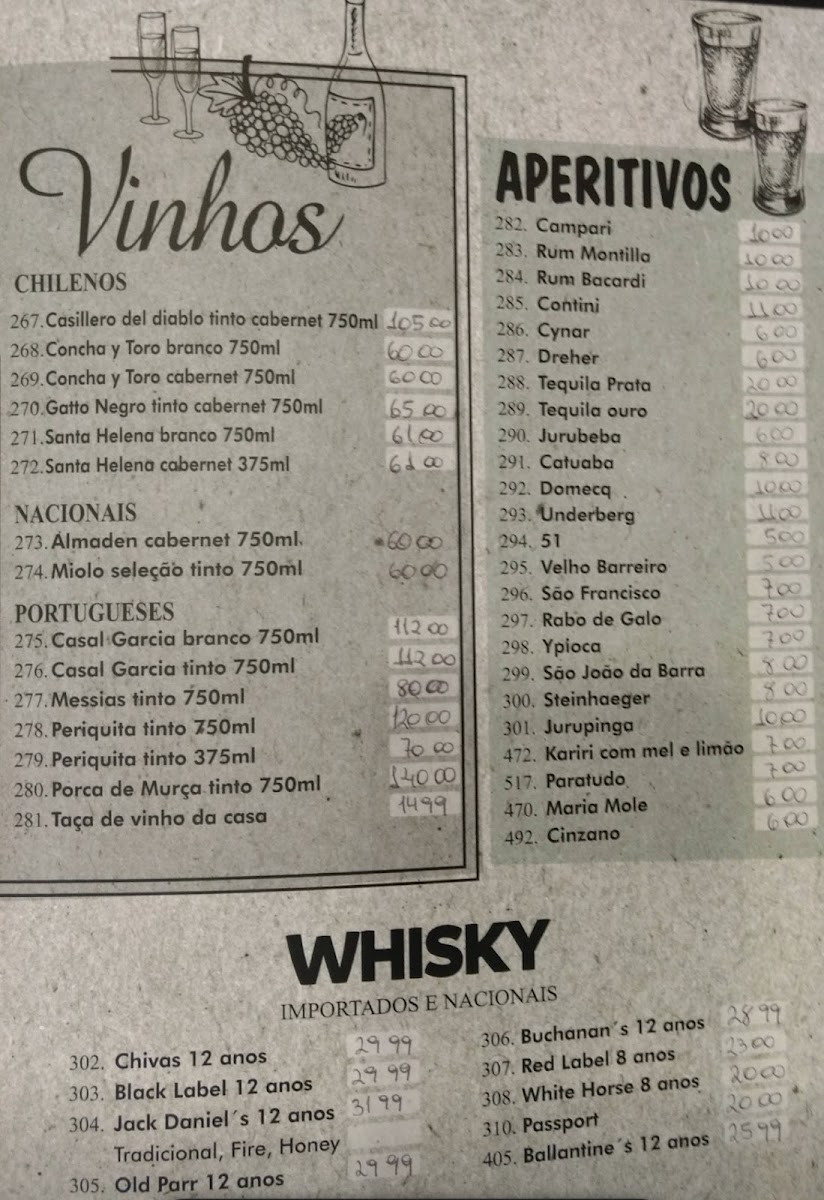 Vinhos
CHILENOS
267. Casillero del diablo tinto cabernet 750ml 105 00
268. Concha y Toro branco 750ml 60 00
269. Concha y Toro cabernet 750ml 60 00
270. Gatto Negro tinto cabernet 750ml 65 00
271. Santa Helena branco 750ml 61 00
272. Santa Helena cabernet 375ml 61 00
NACIONAIS
273. Almaden cabernet 750ml. 60 00
274. Miolo seleção tinto 750ml 60 00
PORTUGUESES
275. Casal Garcia branco 750ml 112 00
276. Casal Garcia tinto 750ml 112 00
277. Messias tinto 750ml 80 00
278. Periquita tinto 750ml 120 00
279. Periquita tinto 375ml 70 00
280. Porca de Murça tinto 750ml 140 00
281. Taça de vinho da casa 14 99
APERITIVOS
282. Campari 10 00
283. Rum Montilla 10 00
284. Rum Bacardi 10 00
285. Contini 11 00
286. Cynar 6 00
287. Dreher 6 00
288. Tequila Prata 20 00
289. Tequila ouro 20 00
290. Jurubeba 6 00
291. Catuaba 8 00
292. Domecq 10 00
293. Underberg 11 00
294. 51 5 00
295. Velho Barreiro 5 00
296. São Francisco 7 00
297. Rabo de Galo 7 00
298. Ypioca 7 00
299. São João da Barra 8 00
300. Steinhaeger 8 00
301. Jurupinga 10 00
472. Kariri com mel e limão 7 00
517. Paratudo 7 00
470. Maria Mole 6 00
492. Cinzano 6 00
WHISKY
IMPORTADOS E NACIONAIS
302. Chivas 12 anos 29 99
303. Black Label 12 anos 29 99
304. Jack Daniel´s 12 anos 31 99
Tradicional, Fire, Honey
305. Old Parr 12 anos 29 99
306. Buchanan´s 12 anos 28 99
307. Red Label 8 anos 23 00
308. White Horse 8 anos 20 00
310. Passport 20 00
405. Ballantine´s 12 anos 25 99